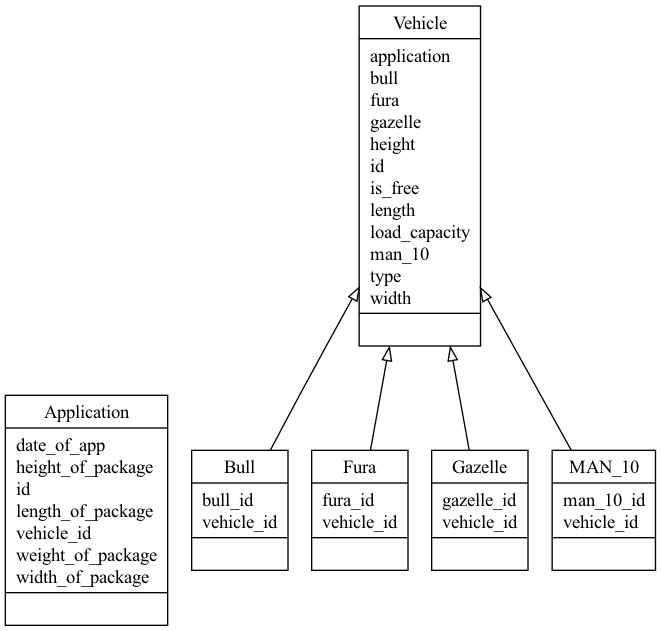 Vehicle
application
bull
fura
gazelle
height
id
is_free
length
load_capacity
man_10
type
width
Application
date_of_app
height_of_package
id
length_of_package
vehicle_id
weight_of_package
width_of_package
Bull
bull_id
vehicle_id
Fura
fura_id
vehicle_id
Gazelle
gazelle_id
vehicle_id
MAN_10
man_10_id
vehicle_id